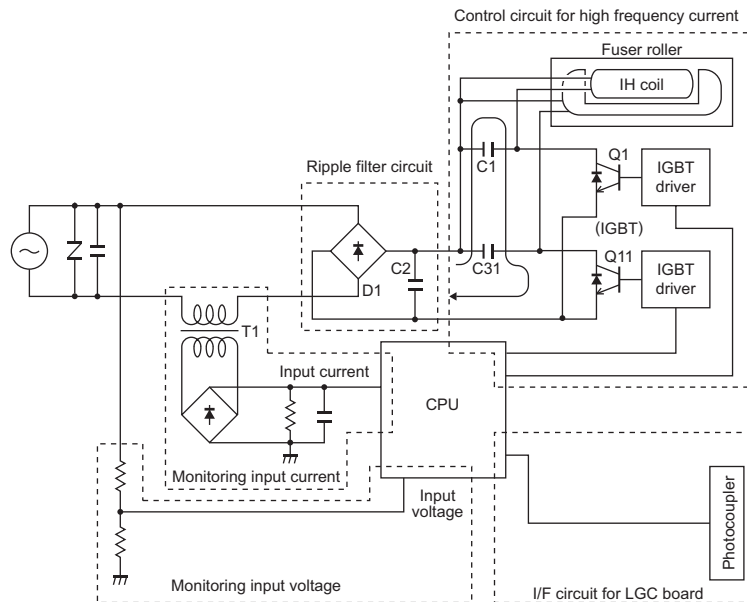 Control circuit for high frequency current
Fuser roller
IH coil
Ripple filter circuit
C1
Q1
IGBT
driver
(IGBT)
C2
C31
Q11
IGBT
driver
D1
T1
Input current
CPU
Monitoring input current
Input
voltage
Photocoupler
Monitoring input voltage
I/F circuit for LGC board